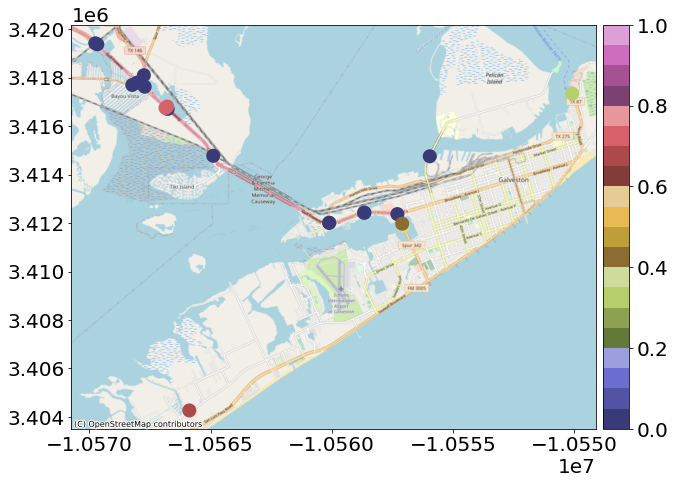 1e6
3.420
3.418
3.416
3.414
3.412
3.410
3.408
3.406
3.404
TX 146
Bayou Vista
Tiki Island
George
& Cynthia
Mitchell
Memorial
Causeway
Pelican
Island
TX 87
TX 275
Galveston
Spur 342
FM 3005
International
Airport
at Galveston
(C) OpenStreetMap contributors
−1.0570
−1.0565
−1.0560
−1.0555
−1.0550
1e7
1.0
0.8
0.6
0.4
0.2
0.0